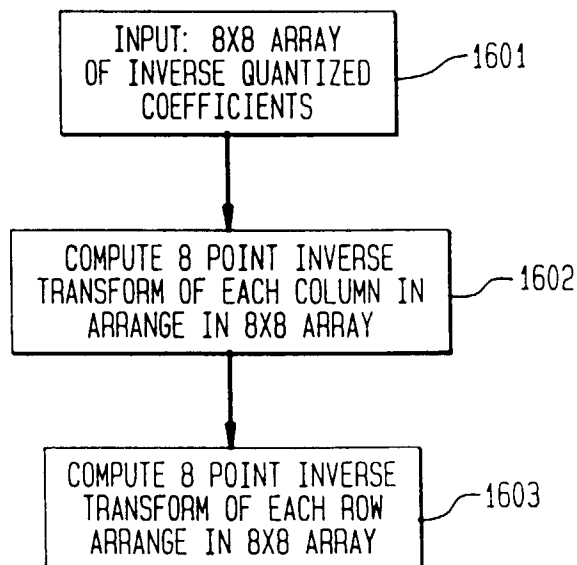 INPUT: 8X8 ARRAY
OF INVERSE QUANTIZED
COEFFICIENTS
1601
COMPUTE 8 POINT INVERSE
TRANSFORM OF EACH COLUMN IN
ARRANGE IN 8X8 ARRAY
1602
COMPUTE 8 POINT INVERSE
TRANSFORM OF EACH ROW
ARRANGE IN 8X8 ARRAY
1603